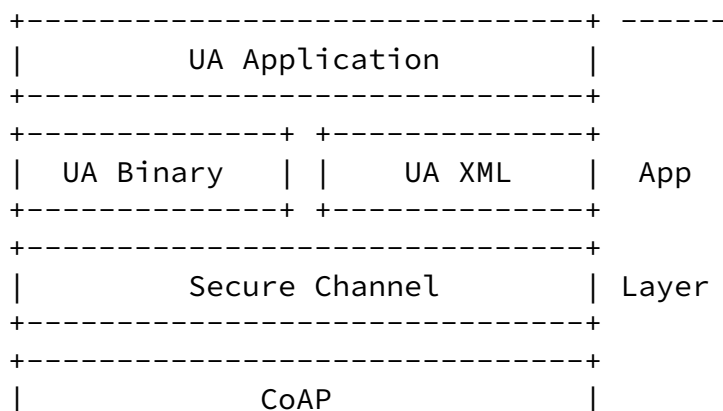 +-------------------------------+ ------
|         UA Application        |
+-------------------------------+
+--------------+ +--------------+
|  UA Binary   | |    UA XML    |  App
+--------------+ +--------------+
+-------------------------------+
|         Secure Channel        | Layer
+-------------------------------+
+-------------------------------+
|             CoAP              |